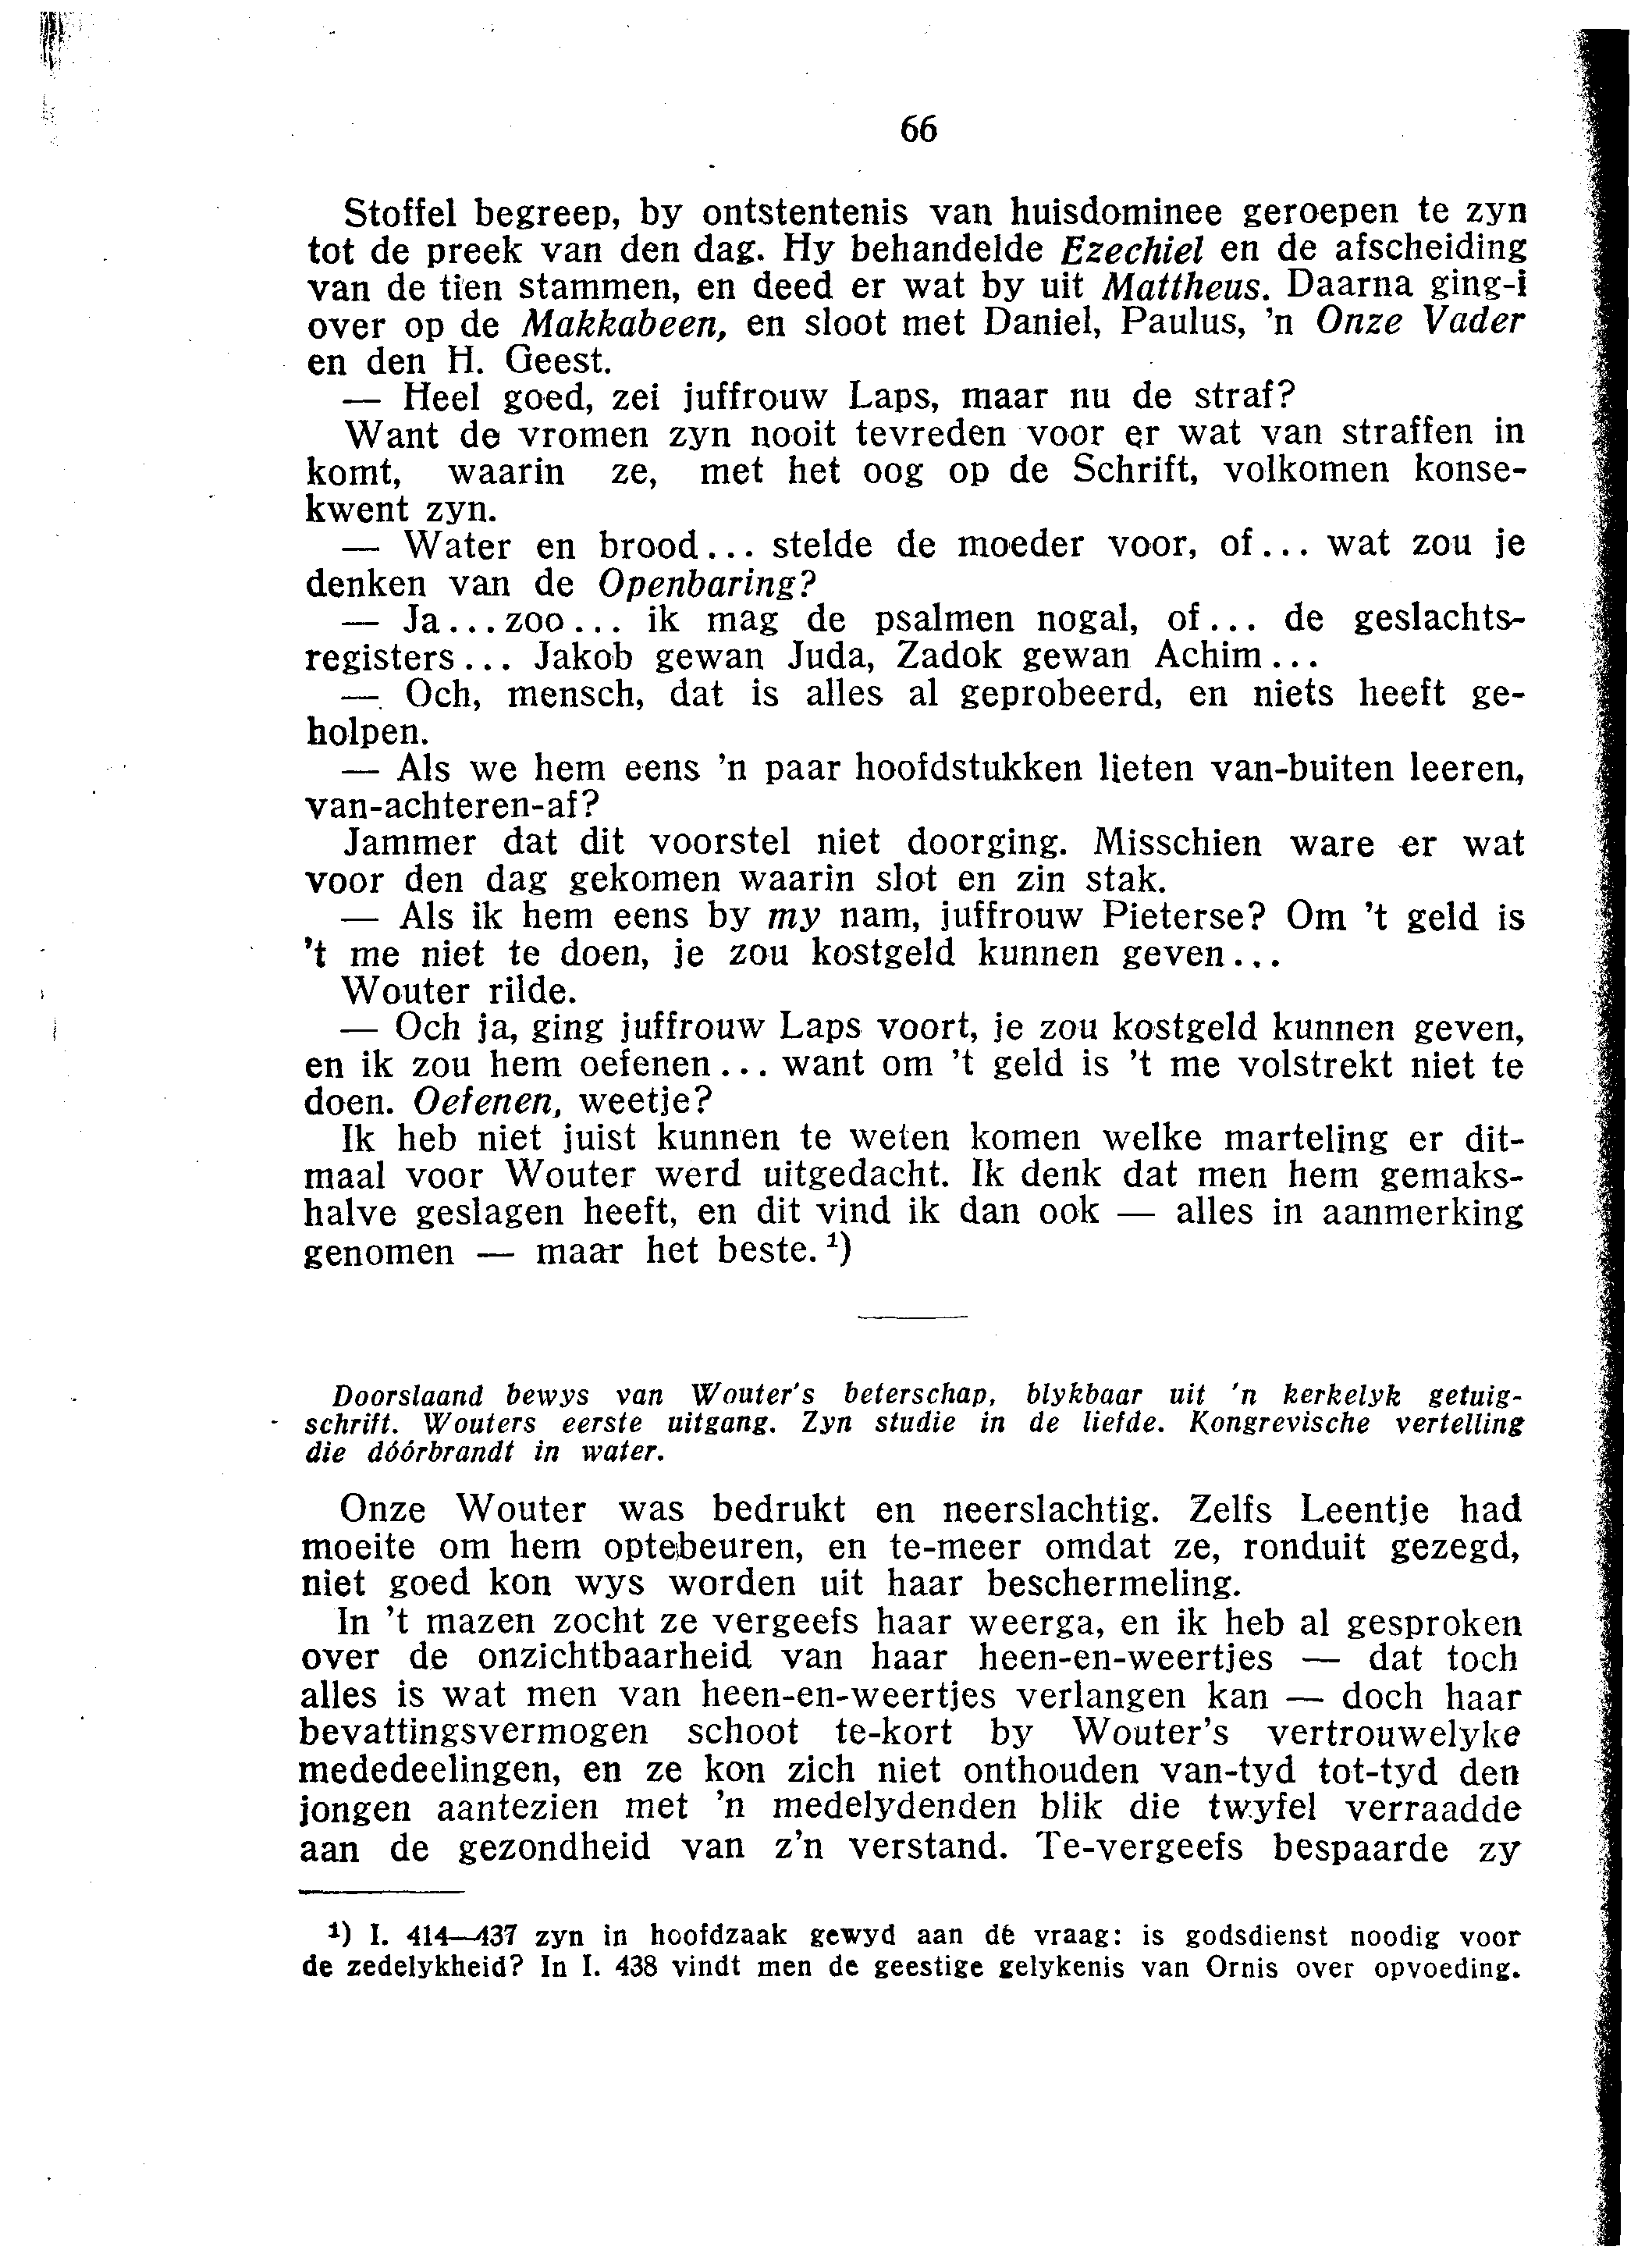 66
Stoffel begreep, by ontstentenis van huisdominee geroepen te zyn
tot de preek van den dag. Hy behandelde Ezechiel en de afscheiding
van de tien stammen, en deed er wat by uit Mattheus. Daarna ging-i
over op de Makkabeen, en sloot met Daniel, Paulus, 'n Onze Vader
en den H. Geest.
— Heel goed, zei juffrouw Laps, maar nu de straf?
Want de vromen zyn nooit tevreden voor er wat van straffen in
komt, waarin ze, met het oog op de Schrift, volkomen konse-
kwent zyn.
— Water en brood... stelde de moeder voor, of... wat zou je
denken van de Openbaring?
— Ja...zoo... ik mag de psalmen nogal, of... de geslachts-
registers... Jakob gewan Juda, Zadok gewan Achim...
— Och, mensch, dat is alles al geprobeerd, en niets heeft ge-
holpen.
— Als we hem eens 'n paar hoofdstukken lieten van-buiten leeren,
van-achteren-af?
Jammer dat dit voorstel niet doorging. Misschien ware er wat
voor den dag gekomen waarin slot en zin stak.
— Als ik hem eens by my nam, juffrouw Pieterse? Om 't geld is
't me niet te doen, je zou kostgeld kunnen geven...
Wouter rilde.
— Och ja, ging juffrouw Laps voort, je zou kostgeld kunnen geven,
en ik zou hem oefenen... want om 't geld is 't me volstrekt niet te
doen. Oefenen, weetje?
Ik heb niet juist kunnen te weten komen welke marteling er dit-
maal voor Wouter werd uitgedacht. Ik denk dat men hem gemaks-
halve geslagen heeft, en dit vind ik dan ook — alles in aanmerking
genomen — maar het beste.¹)
Doorslaand bewys van Wouter's beterschap, blykbaar uit 'n kerkelyk getuig-
schrift. Wouters eerste uitgang. Zyn studie in de liefde. Kongrevische vertelling
die dóórbrandt in water.
Onze Wouter was bedrukt en neerslachtig. Zelfs Leentje had
moeite om hem optebeuren, en te-meer omdat ze, ronduit gezegd,
niet goed kon wys worden uit haar beschermeling.
In 't mazen zocht ze vergeefs haar weerga, en ik heb al gesproken
over de onzichtbaarheid van haar heen-en-weertjes — dat toch
alles is wat men van heen-en-weertjes verlangen kan — doch haar
bevattingsvermogen schoot te-kort by Wouter's vertrouwelyke
mededeelingen, en ze kon zich niet onthouden van-tyd tot-tyd den
jongen aantezien met 'n medelydenden blik die twyfel verraadde
aan de gezondheid van z'n verstand. Te-vergeefs bespaarde zy
¹) I. 414—437 zyn in hoofdzaak gewyd aan dé vraag: is godsdienst noodig voor
de zedelykheid? In I. 438 vindt men de geestige gelykenis van Ornis over opvoeding.